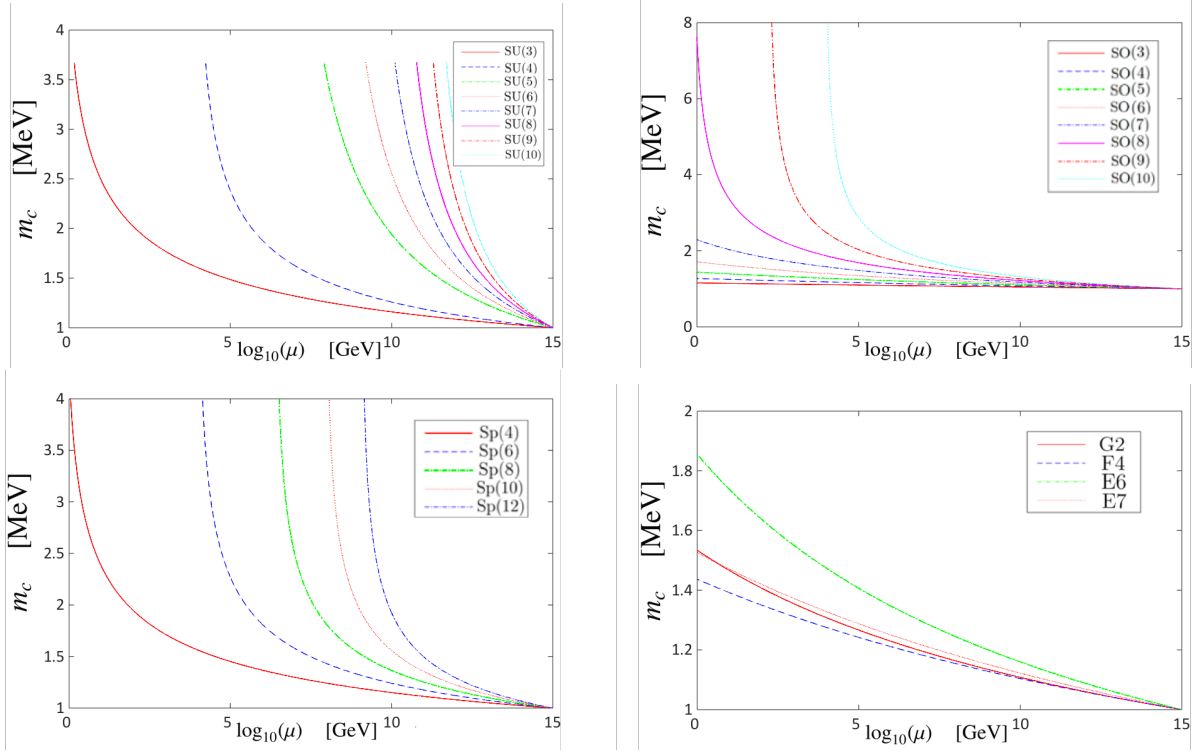 4
3.5
3
2.5
2
1.5
1
0
5
10
15
m_c [MeV]
log₁₀(μ) [GeV]
SU(3)
SU(4)
SU(5)
SU(6)
SU(7)
SU(8)
SU(9)
SU(10)
8
6
4
2
0
0
5
10
15
m_c [MeV]
log₁₀(μ) [GeV]
SO(3)
SO(4)
SO(5)
SO(6)
SO(7)
SO(8)
SO(9)
SO(10)
4
3.5
3
2.5
2
1.5
1
0
5
10
15
m_c [MeV]
log₁₀(μ) [GeV]
Sp(4)
Sp(6)
Sp(8)
Sp(10)
Sp(12)
2
1.8
1.6
1.4
1.2
1
0
5
10
15
m_c [MeV]
log₁₀(μ) [GeV]
G2
F4
E6
E7